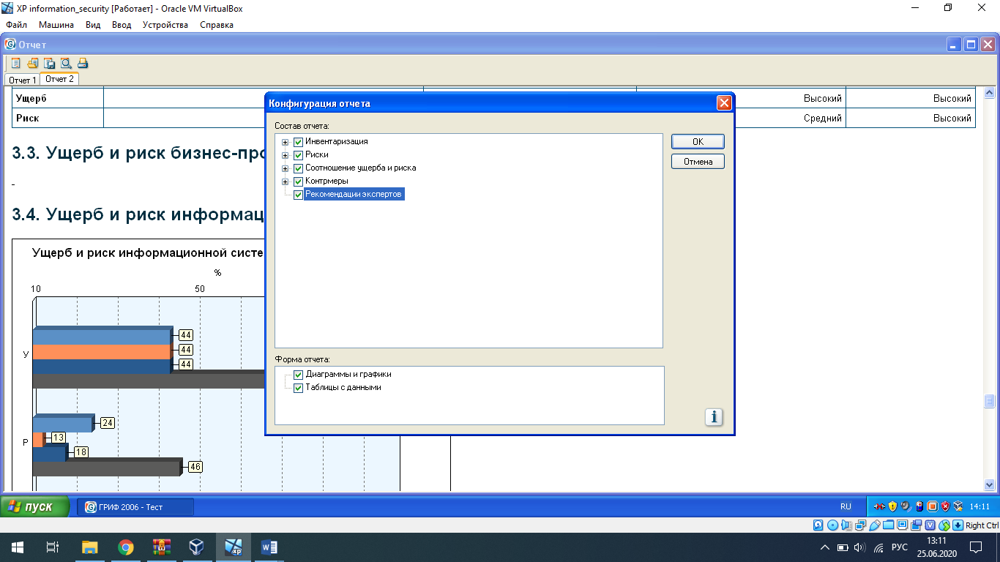 XP information_security [Работает] - Oracle VM VirtualBox
Файл Машина Вид Ввод Устройства Справка
Отчет
Отчет 1 Отчет 2
Ущерб Высокий Высокий
Риск Средний Высокий
3.3. Ущерб и риск бизнес-про
-
3.4. Ущерб и риск информац
Ущерб и риск информационной систе
%
10 50
У
44
44
44
Р
24
13
18
46
Конфигурация отчета
Состав отчета:
Инвентаризация
Риски
Соотношение ущерба и риска
Контрмеры
Рекомендации экспертов
OK
Отмена
Форма отчета:
Диаграммы и графики
Таблицы с данными
пуск ГРИФ 2006 - Тест RU 14:11
Right Ctrl
РУС 13:11
25.06.2020